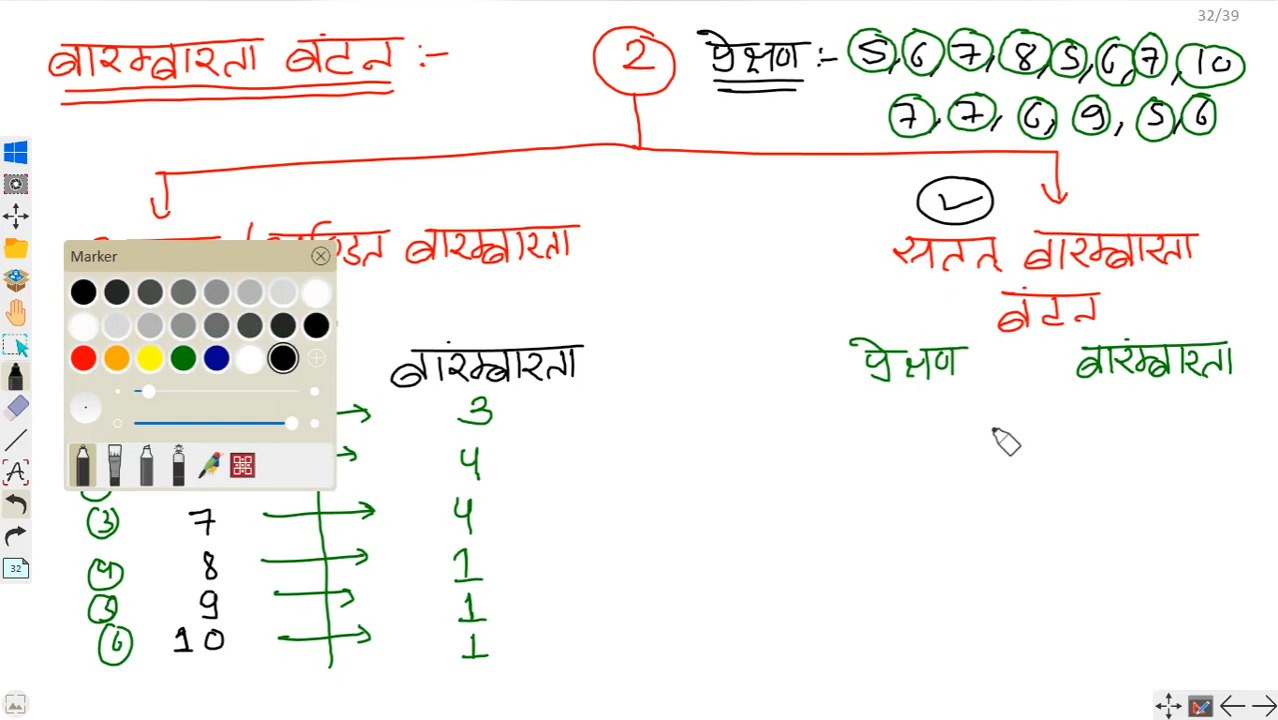 32/39
बारम्बारता बंटन :-
2
प्रेक्षण :- 5, 6, 7, 8, 5, 6, 7, 10
7, 7, 6, 9, 5, 6
बारम्बारता
सतत् बारम्बारता
बंटन
Marker
बारंम्बारता
3
4
③ 7 4
④ 8 1
⑤ 9 1
⑥ 10 1
प्रेक्षण बारंम्बारता
A
32